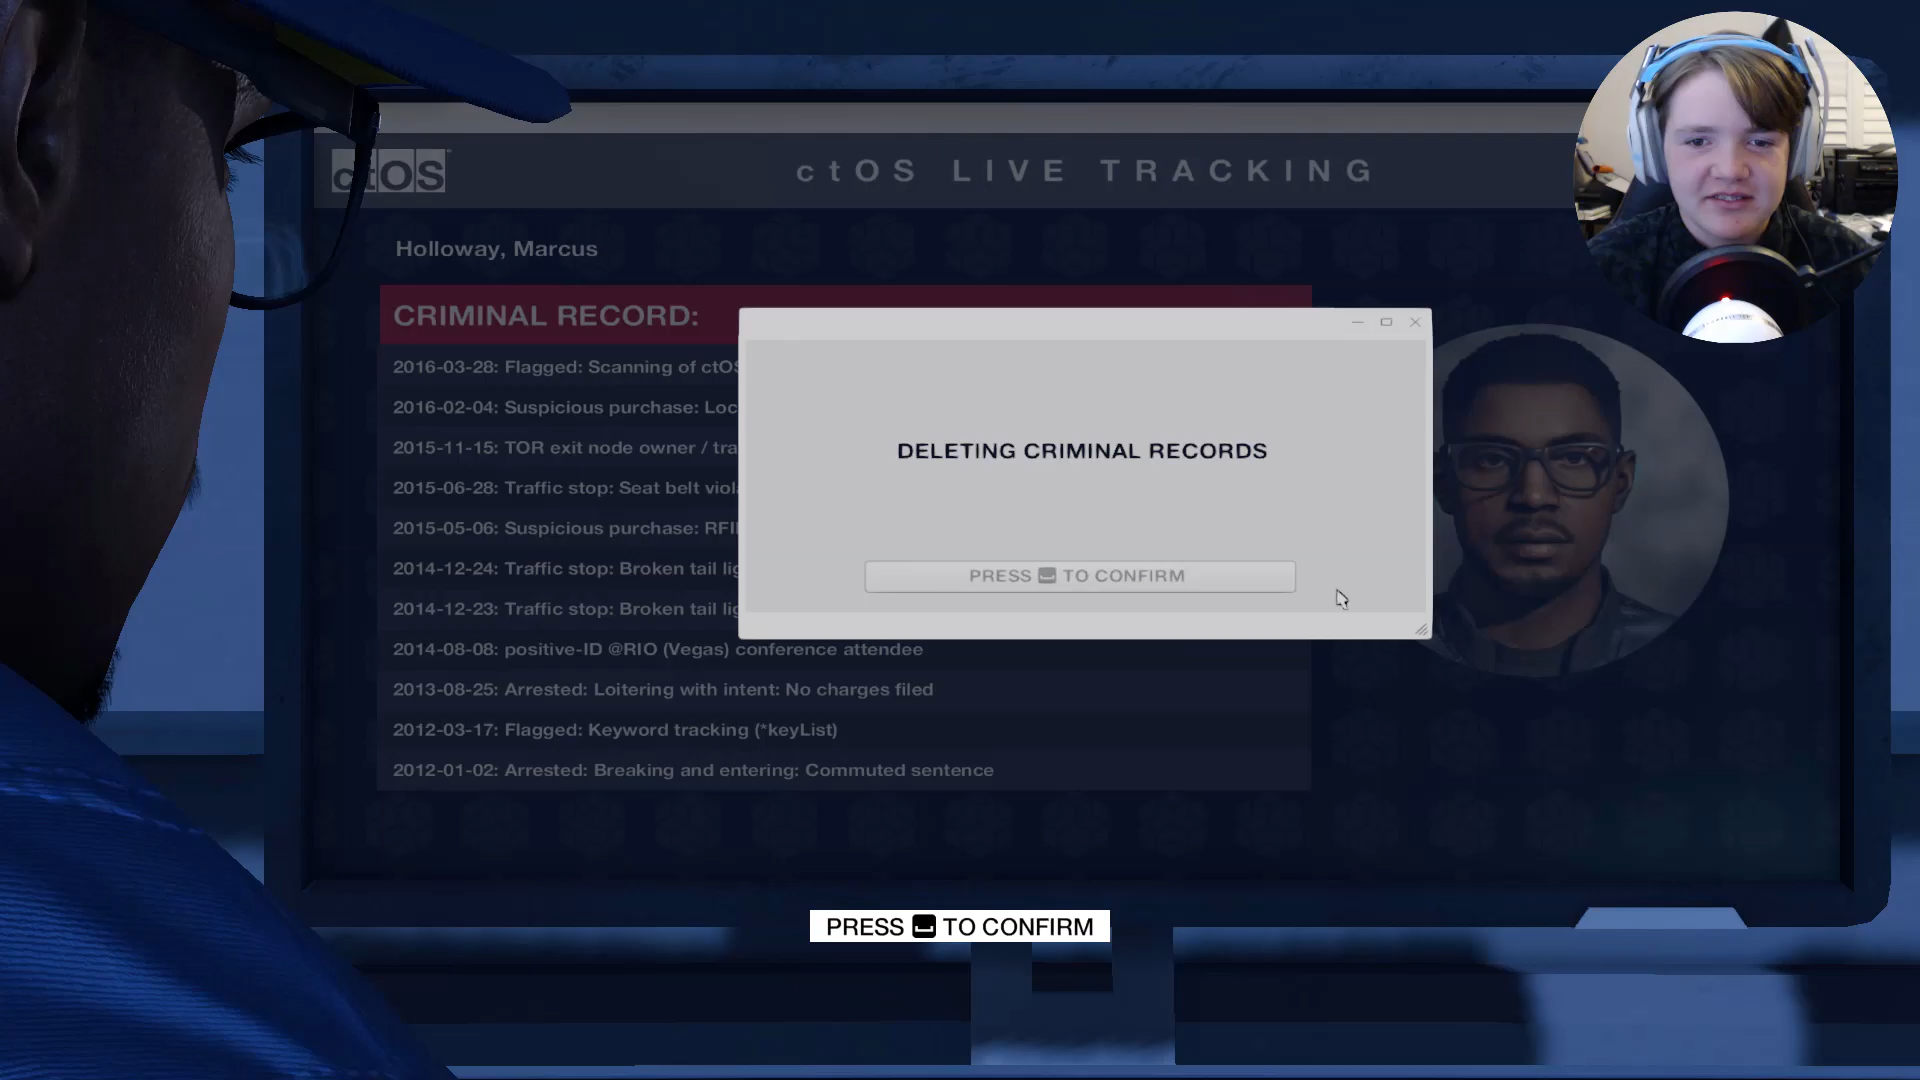 ctOS
ctOS LIVE TRACKING
Holloway, Marcus
CRIMINAL RECORD:
2016-03-28: Flagged: Scanning of ctOS
2016-02-04: Suspicious purchase: Loc
2015-11-15: TOR exit node owner / tra
2015-06-28: Traffic stop: Seat belt viol
2015-05-06: Suspicious purchase: RFI
2014-12-24: Traffic stop: Broken tail lig
2014-12-23: Traffic stop: Broken tail lig
2014-08-08: positive-ID @RIO (Vegas) conference attendee
2013-08-25: Arrested: Loitering with intent: No charges filed
2012-03-17: Flagged: Keyword tracking (*keyList)
2012-01-02: Arrested: Breaking and entering: Commuted sentence
DELETING CRIMINAL RECORDS
PRESS TO CONFIRM
PRESS TO CONFIRM